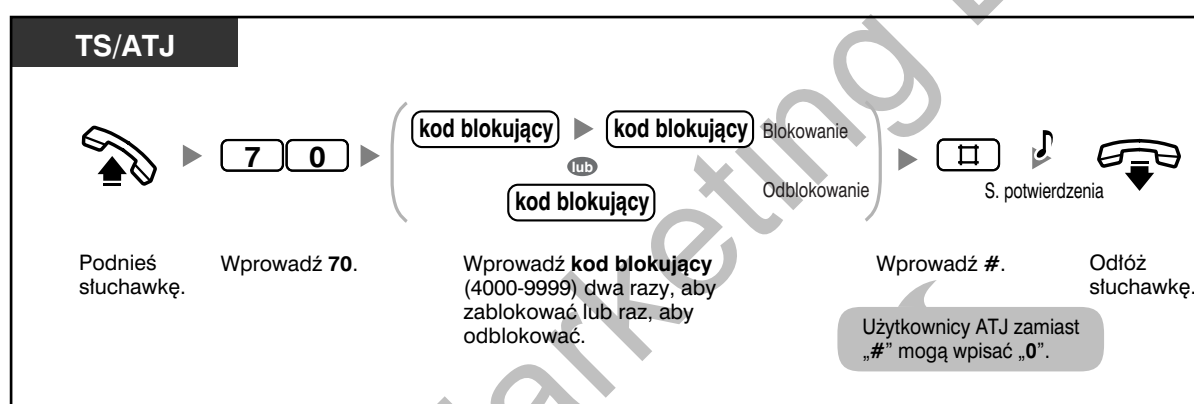 TS/ATJ
7 0
kod blokujący kod blokujący Blokowanie
lub
kod blokujący Odblokowanie
S. potwierdzenia
Podnieś
słuchawkę.
Wprowadź 70.
Wprowadź kod blokujący
(4000-9999) dwa razy, aby
zablokować lub raz, aby
odblokować.
Wprowadź #.
Użytkownicy ATJ zamiast
„#” mogą wpisać „0”.
Odłóż
słuchawkę.